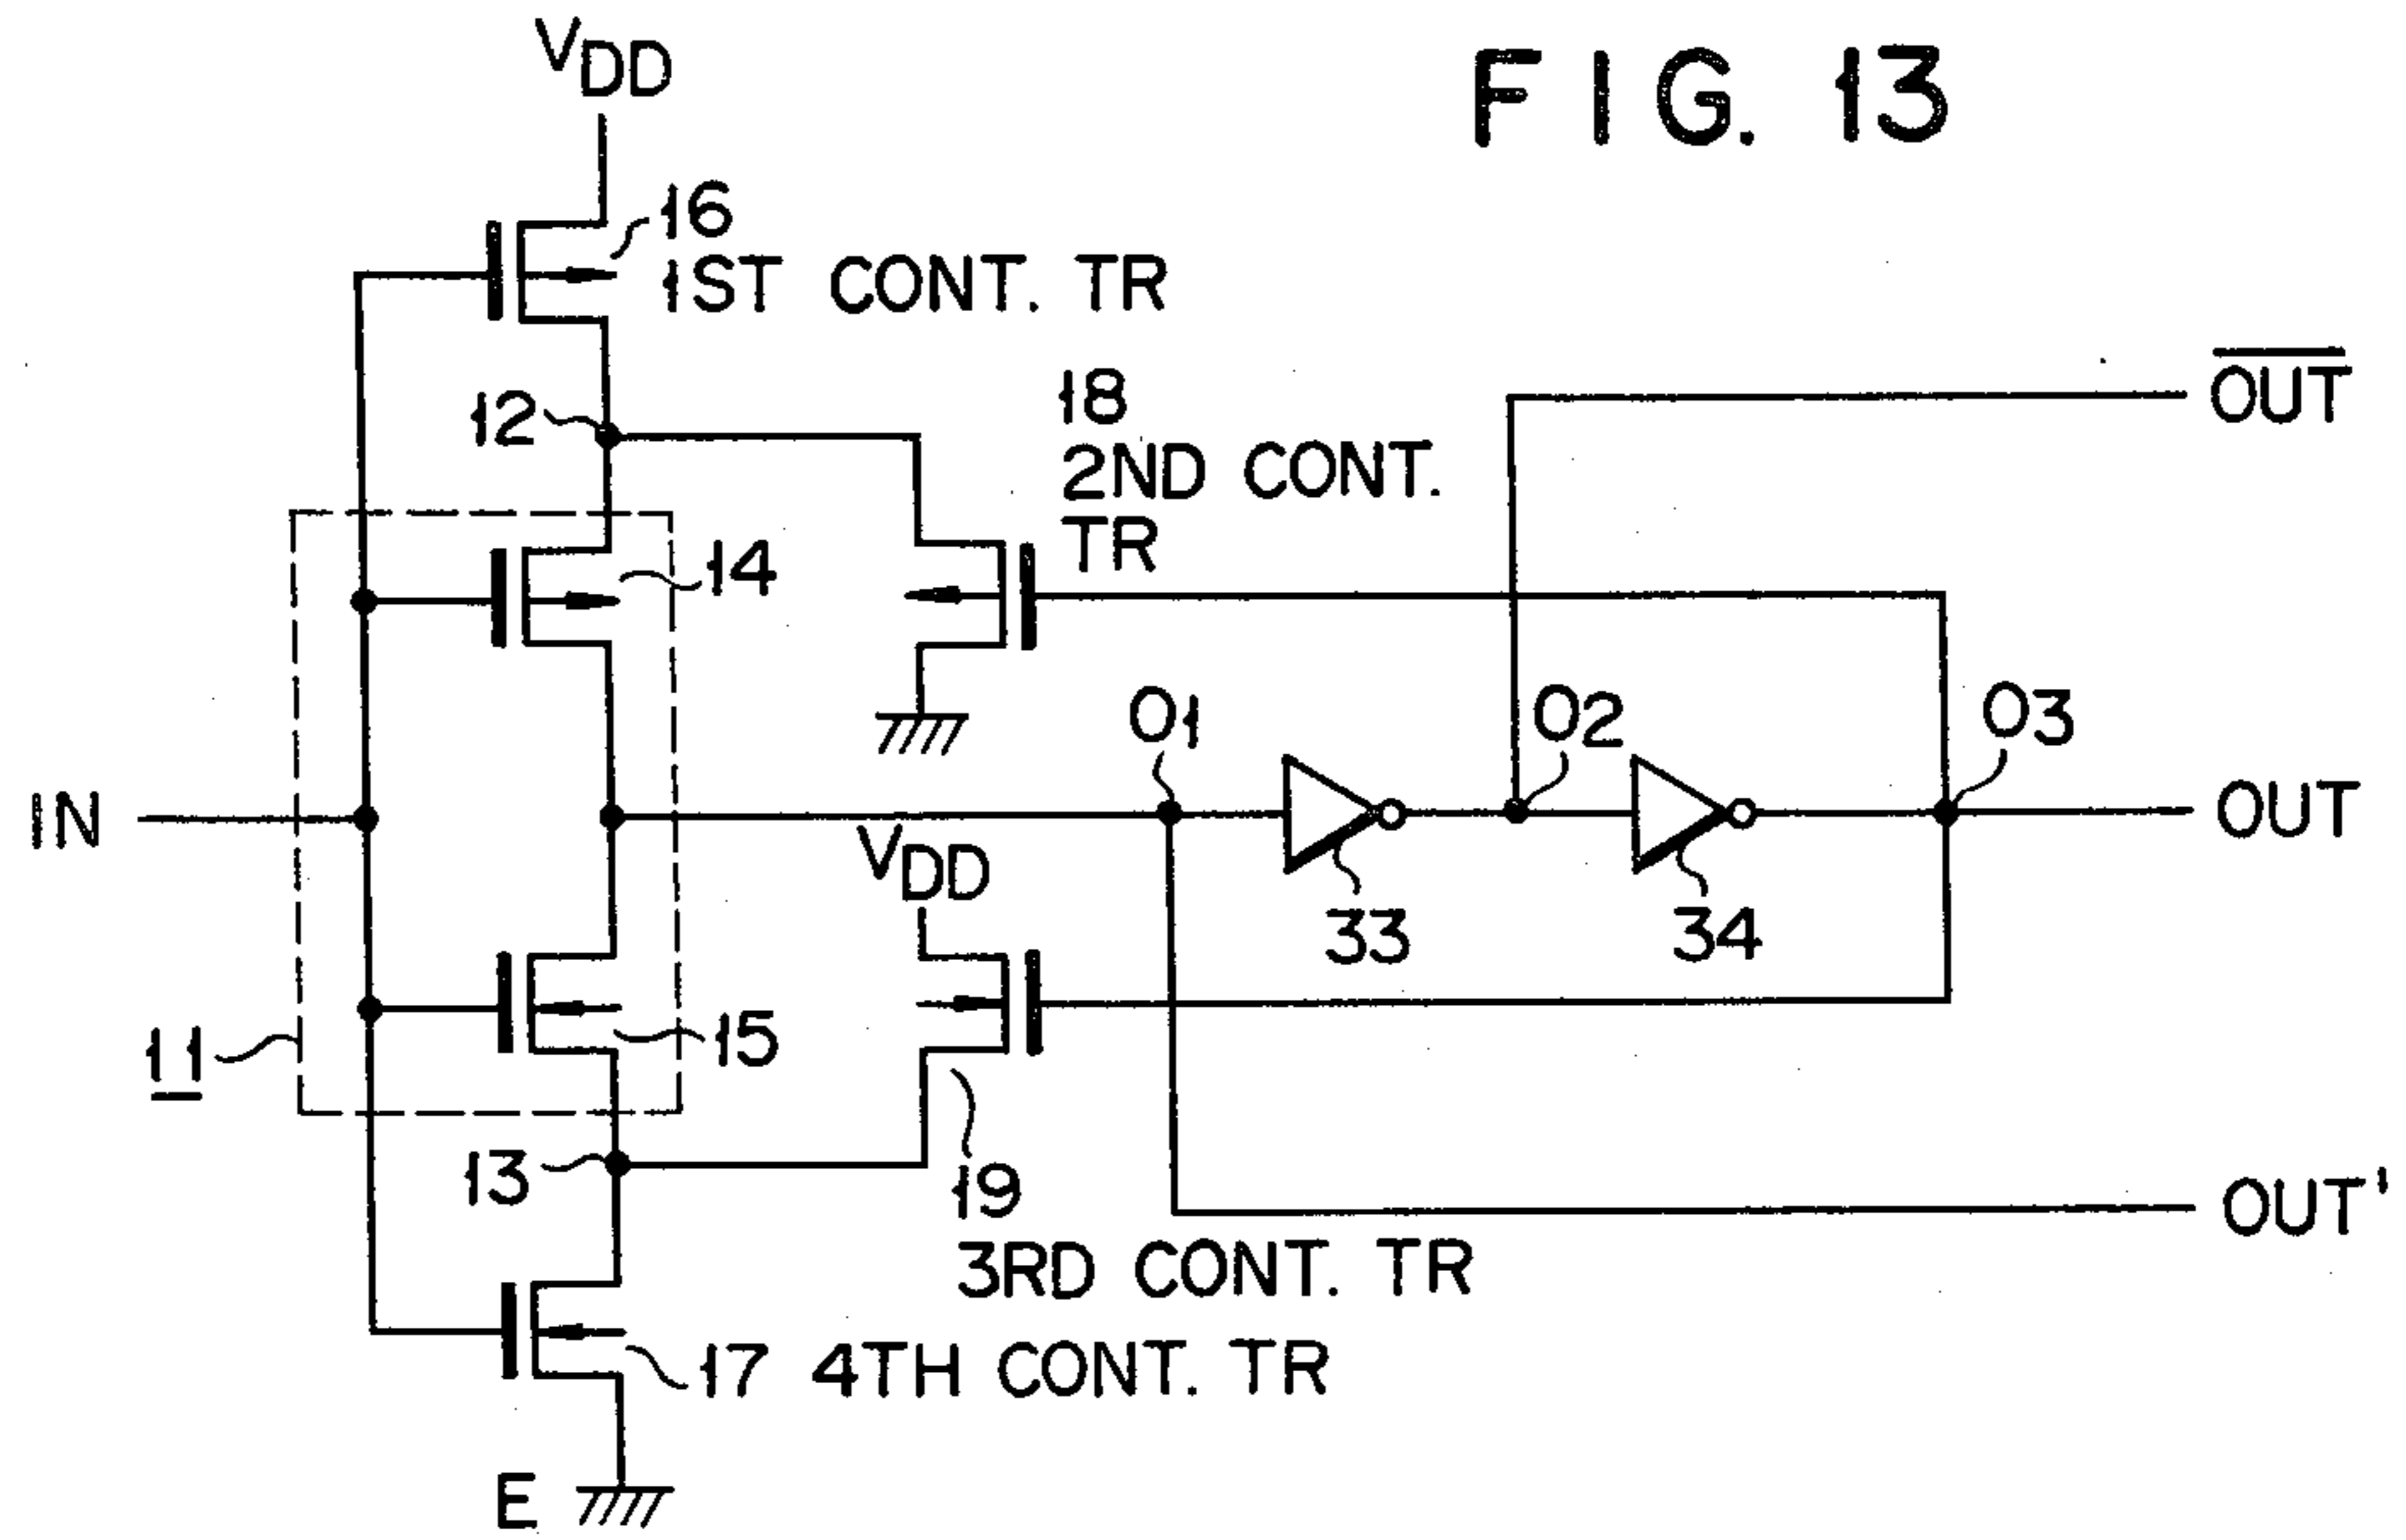 FIG. 13
VDD
16
1ST CONT. TR
12
18
2ND CONT.
TR
OUT
14
O1
O2
O3
IN
OUT
VDD
33
34
11
15
13
19
3RD CONT. TR
OUT'
17 4TH CONT. TR
E